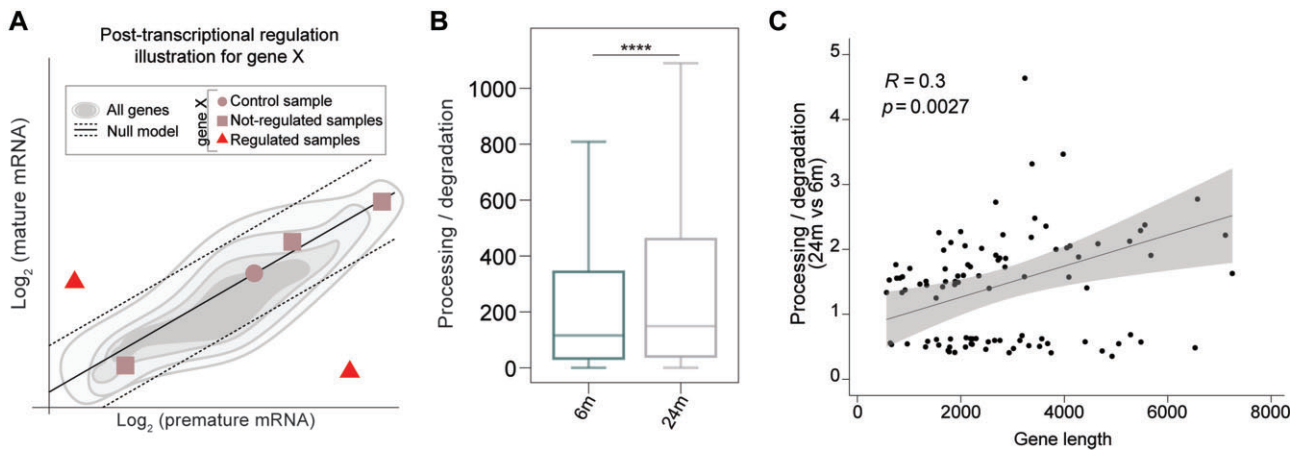 A
Post-transcriptional regulation
illustration for gene X
All genes
Null model
gene X
Control sample
Not-regulated samples
Regulated samples
Log2 (mature mRNA)
Log2 (premature mRNA)
B
****
Processing / degradation
1000
800
600
400
200
0
6m
24m
C
R = 0.3
p = 0.0027
Processing / degradation
(24m vs 6m)
5
4
3
2
1
0
0
2000
4000
6000
8000
Gene length